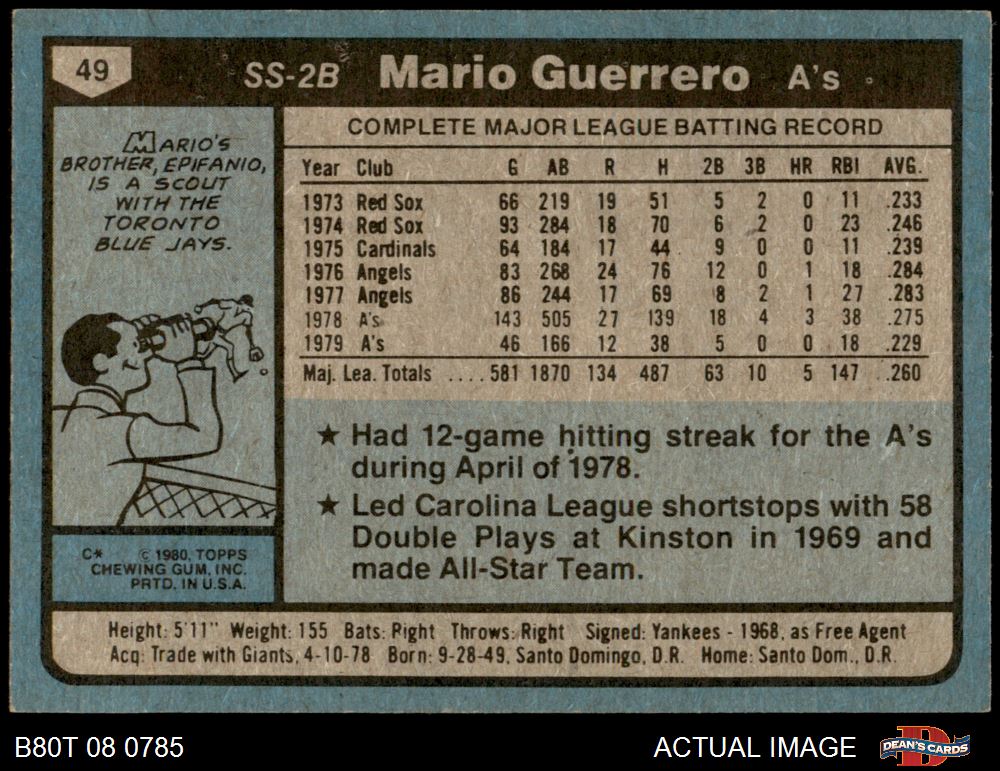 49
SS-2B Mario Guerrero A's
MARIO'S
BROTHER, EPIFANIO,
IS A SCOUT
WITH THE
TORONTO
BLUE JAYS.
C* © 1980, TOPPS
CHEWING GUM, INC.
PRTD. IN U.S.A.
COMPLETE MAJOR LEAGUE BATTING RECORD
Year Club G AB R H 2B 3B HR RBI AVG.
1973 Red Sox 66 219 19 51 5 2 0 11 .233
1974 Red Sox 93 284 18 70 6 2 0 23 .246
1975 Cardinals 64 184 17 44 9 0 0 11 .239
1976 Angels 83 268 24 76 12 0 1 18 .284
1977 Angels 86 244 17 69 8 2 1 27 .283
1978 A's 143 505 27 139 18 4 3 38 .275
1979 A's 46 166 12 38 5 0 0 18 .229
Maj. Lea. Totals .... 581 1870 134 487 63 10 5 147 .260
★ Had 12-game hitting streak for the A's
during April of 1978.
★ Led Carolina League shortstops with 58
Double Plays at Kinston in 1969 and
made All-Star Team.
Height: 5'11" Weight: 155 Bats: Right Throws: Right Signed: Yankees - 1968, as Free Agent
Acq: Trade with Giants, 4-10-78 Born: 9-28-49, Santo Domingo, D.R. Home: Santo Dom., D.R.
B80T 08 0785
ACTUAL IMAGE
D
DEAN'S CARDS